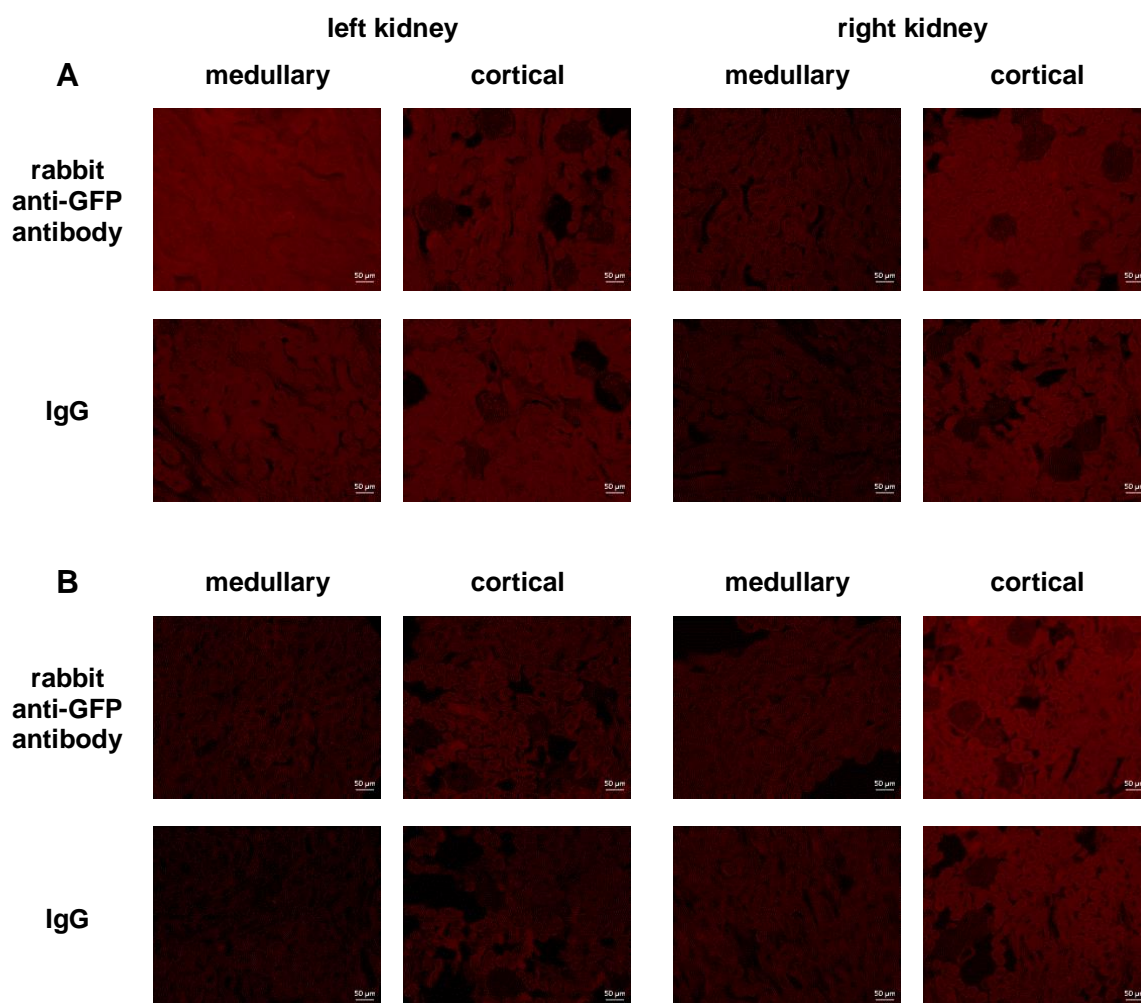 left kidney right kidney
A medullary cortical medullary cortical
rabbit
anti-GFP
antibody
50 µm 50 µm 50 µm 50 µm
IgG
50 µm 50 µm 50 µm 50 µm
B medullary cortical medullary cortical
rabbit
anti-GFP
antibody
50 µm 50 µm 50 µm 50 µm
IgG
50 µm 50 µm 50 µm 50 µm